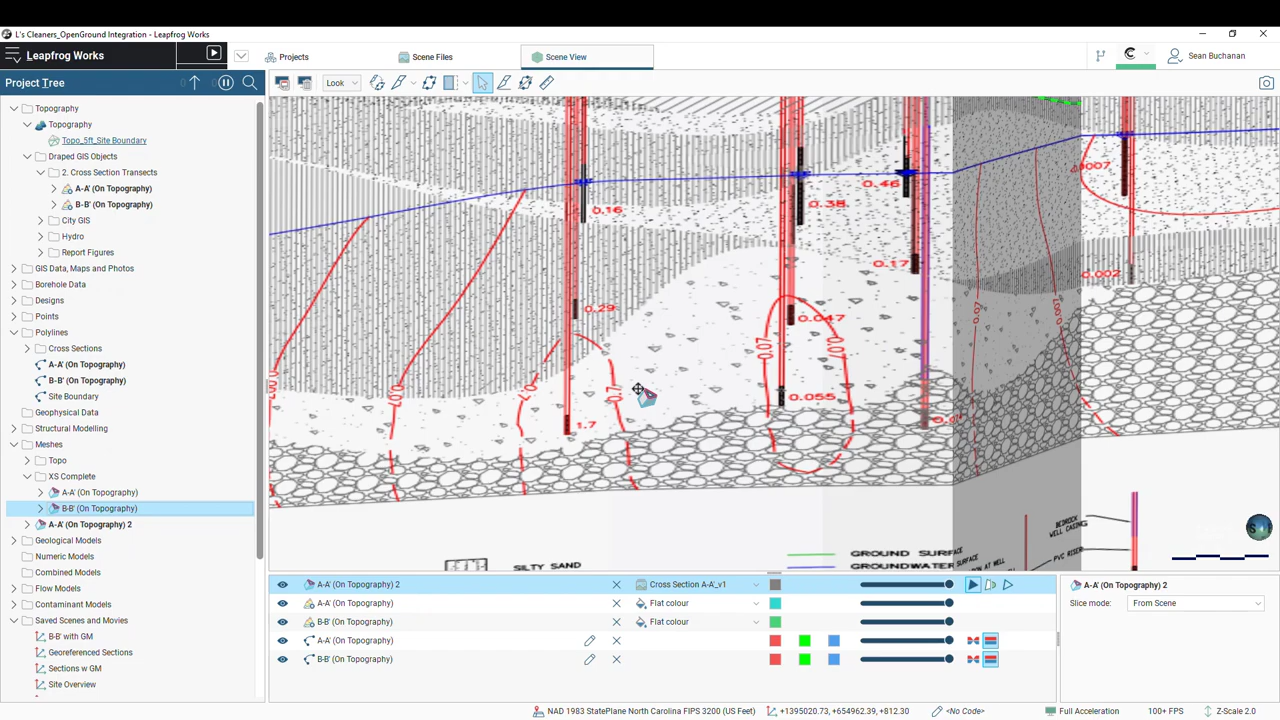 L's Cleaners_OpenGround Integration - Leapfrog Works
Leapfrog Works
Projects
Scene Files
Scene View
Sean Buchanan
Project Tree
Look
Topography
Topography
Topo_5ft_Site Boundary
Draped GIS Objects
2. Cross Section Transects
A-A' (On Topography)
B-B' (On Topography)
City GIS
Hydro
Report Figures
GIS Data, Maps and Photos
Borehole Data
Designs
Points
Polylines
Cross Sections
A-A' (On Topography)
B-B' (On Topography)
Site Boundary
Geophysical Data
Structural Modelling
Meshes
Topo
XS Complete
A-A' (On Topography)
B-B' (On Topography)
A-A' (On Topography) 2
Geological Models
Numeric Models
Combined Models
Flow Models
Contaminant Models
Saved Scenes and Movies
B-B' with GM
Georeferenced Sections
Sections w GM
Site Overview
0.16
0.38
0.46
0.29
0.047
0.17
0.002
0.07
0.07
0.055
1.7
SILTY SAND
GROUND SURFACE
GROUNDWATER
BEDROCK
WELL CASING
PVC RISER
A-A' (On Topography) 2
Cross Section A-A'_v1
A-A' (On Topography)
Flat colour
B-B' (On Topography)
Flat colour
A-A' (On Topography)
B-B' (On Topography)
A-A' (On Topography) 2
Slice mode:
From Scene
NAD 1983 StatePlane North Carolina FIPS 3200 (US Feet)
+1395020.73, +654962.39, +812.30
<No Code>
Full Acceleration
100+ FPS
Z-Scale 2.0